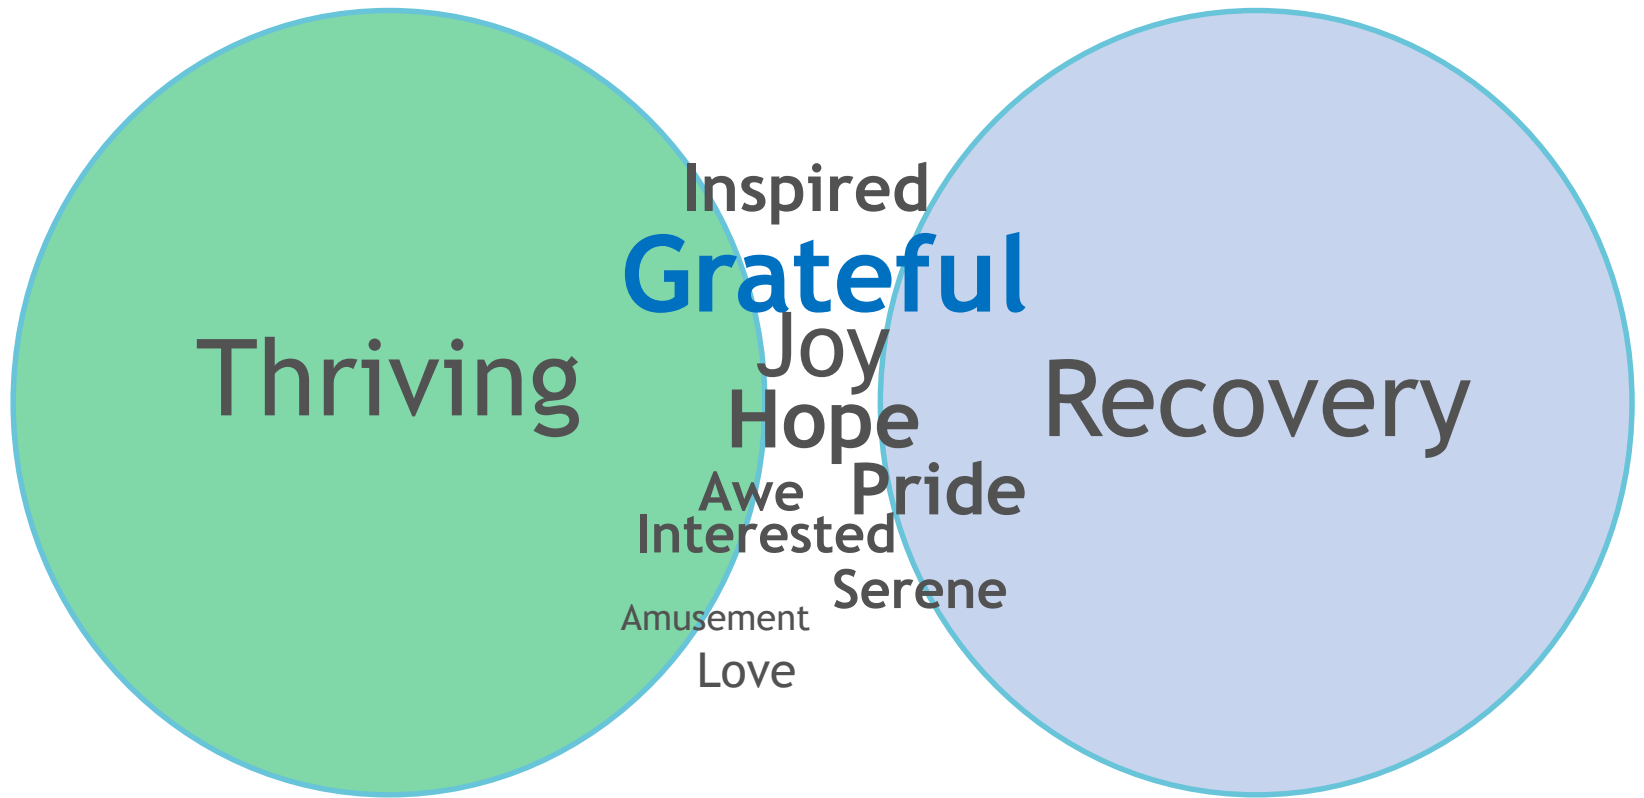 Thriving
Inspired
Grateful
Joy
Hope
Awe
Pride
Interested
Serene
Amusement
Love
Recovery